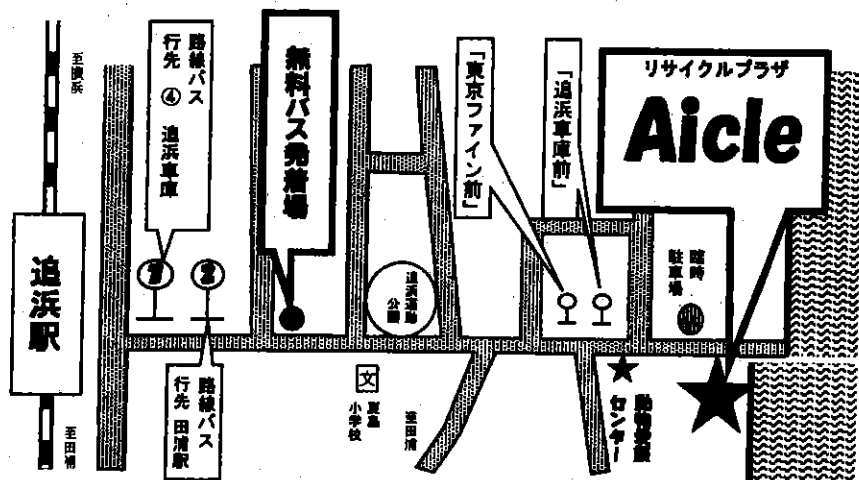 至横浜
追浜駅
至田浦
路線バス
行先 ④ 追浜車庫
路線バス
行先 田浦駅
無料バス発着場
追浜運動
公園
文
夏島
小学校
至田浦
「東京ファイン前」
「追浜車庫前」
リサイクルプラザ
Aicle
臨時
駐車場
センター